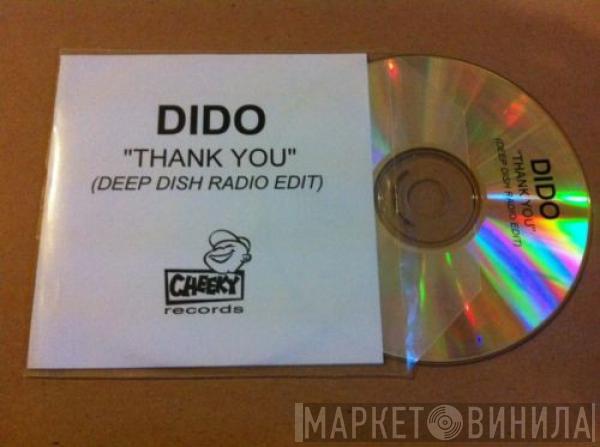 DIDO
"THANK YOU"
(DEEP DISH RADIO EDIT)
CHEEKY
records
DIDO
"THANK YOU"
(DEEP DISH RADIO EDIT)
МАРКЕТ ВИНИЛА